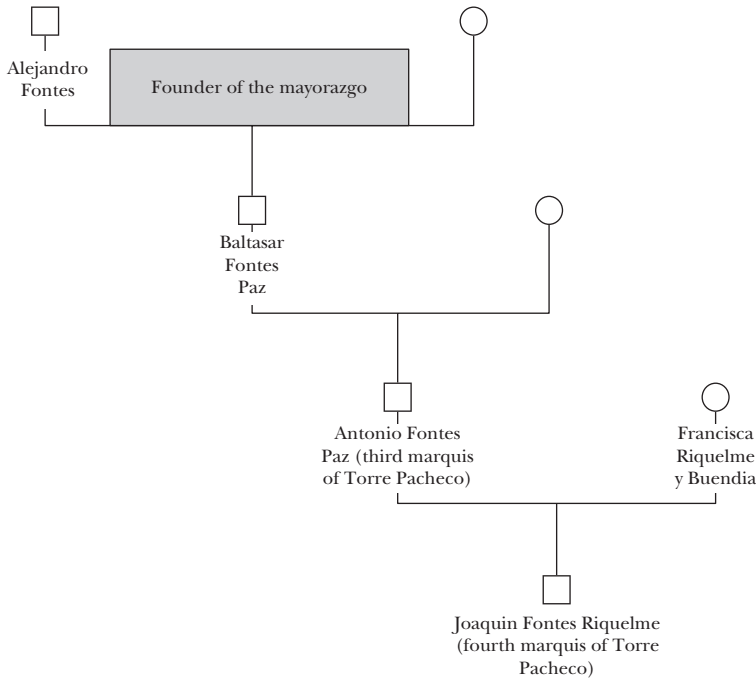 Alejandro
Fontes
Founder of the mayorazgo
Baltasar
Fontes
Paz
Antonio Fontes
Paz (third marquis
of Torre Pacheco)
Francisca
Riquelme
y Buendia
Joaquin Fontes Riquelme
(fourth marquis of Torre
Pacheco)